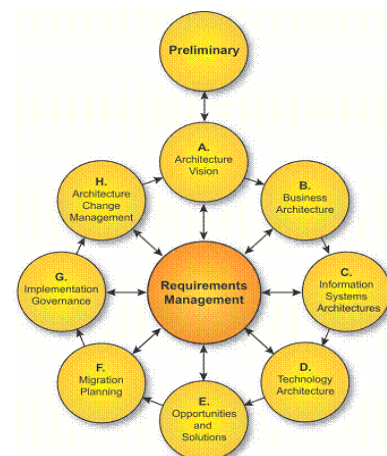 Preliminary
A.
Architecture
Vision
B.
Business
Architecture
C.
Information
Systems
Architectures
D.
Technology
Architecture
E.
Opportunities
and
Solutions
F.
Migration
Planning
G.
Implementation
Governance
H.
Architecture
Change
Management
Requirements
Management